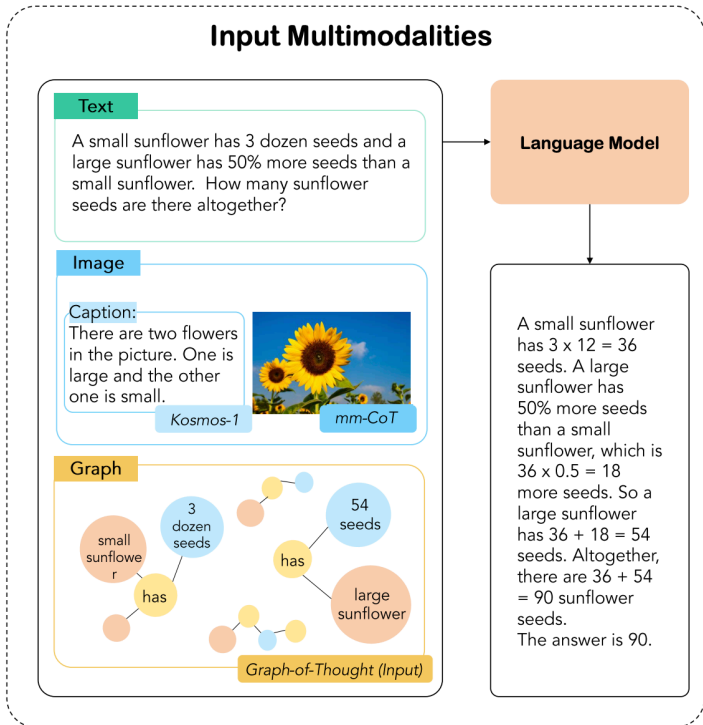 Input Multimodalities
Text
A small sunflower has 3 dozen seeds and a
large sunflower has 50% more seeds than a
small sunflower.  How many sunflower
seeds are there altogether?
Image
Caption:
There are two flowers
in the picture. One is
large and the other
one is small.
Kosmos-1
mm-CoT
Graph
small
sunflowe
r
3
dozen
seeds
has
54
seeds
has
large
sunflower
Graph-of-Thought (Input)
Language Model
A small sunflower
has 3 x 12 = 36
seeds. A large
sunflower has
50% more seeds
than a small
sunflower, which is
36 x 0.5 = 18
more seeds. So a
large sunflower
has 36 + 18 = 54
seeds. Altogether,
there are 36 + 54
= 90 sunflower
seeds.
The answer is 90.